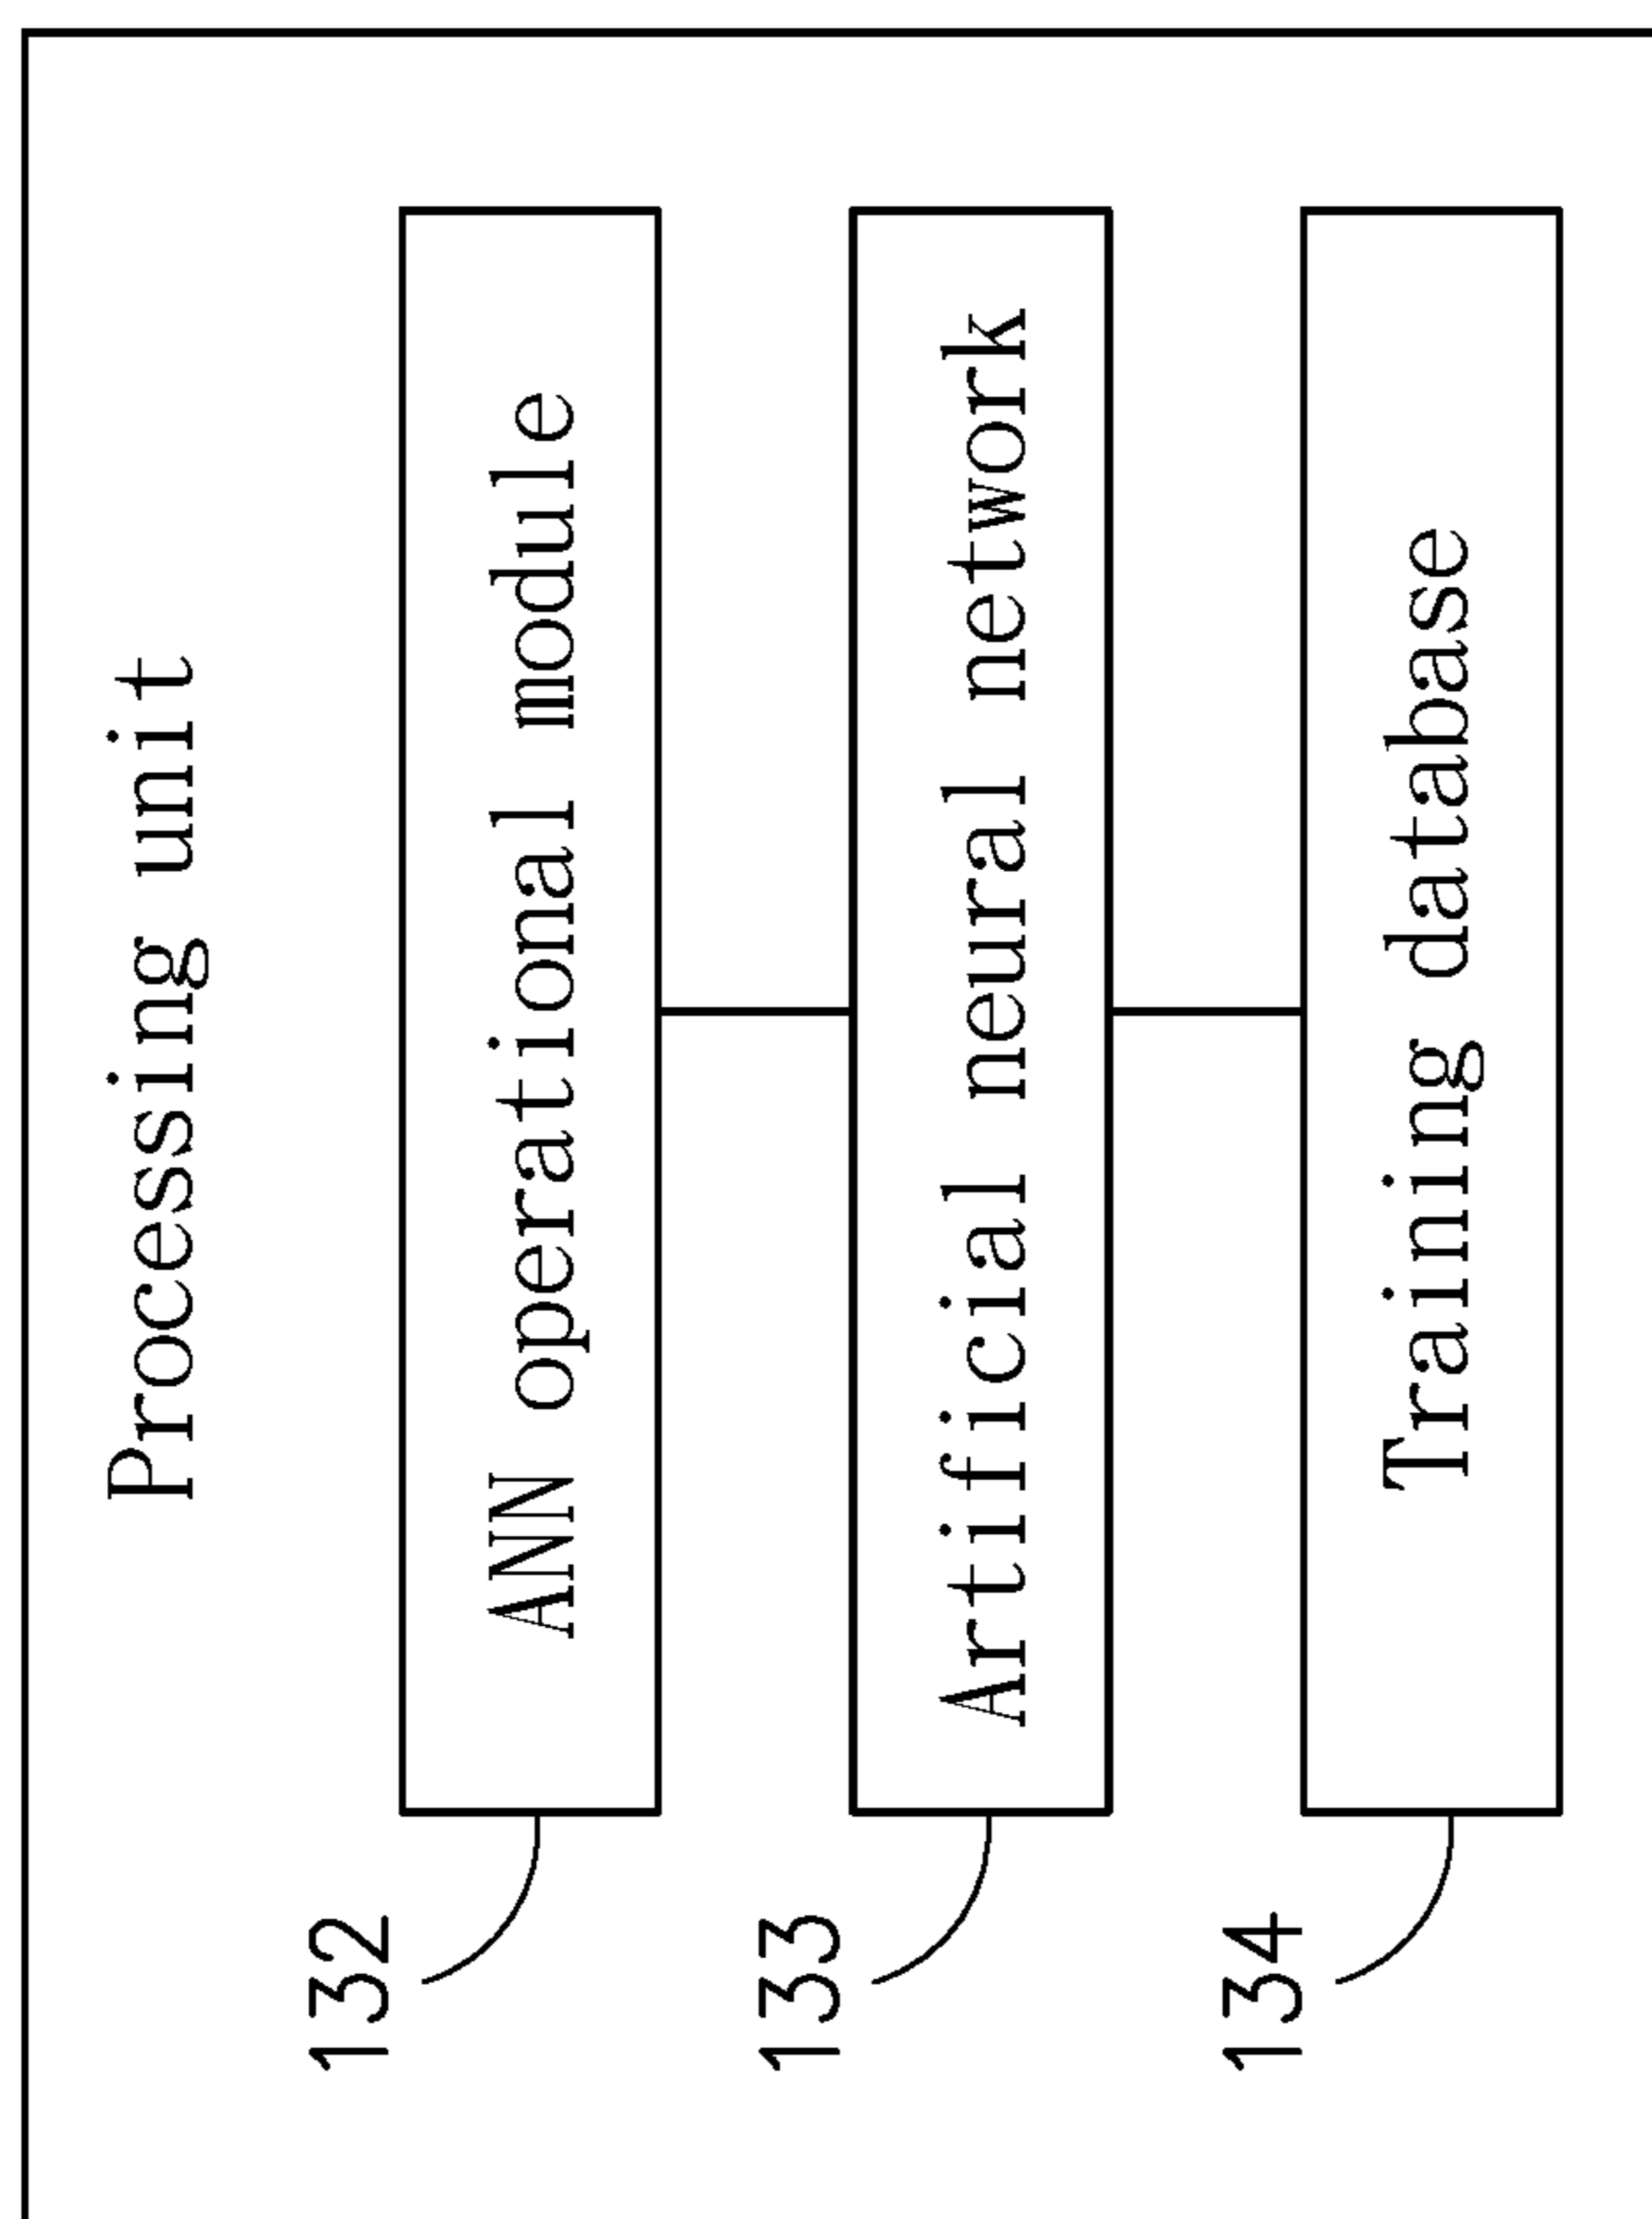 Processing unit
132
ANN operational module
133
Artificial neural network
134
Training database